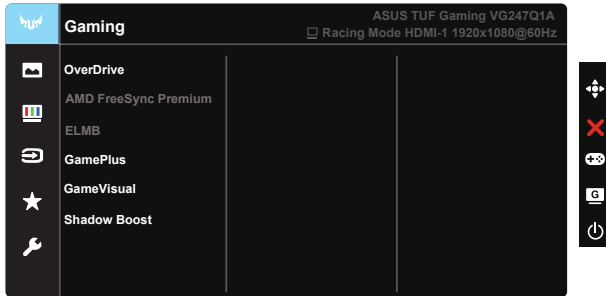 Gaming
ASUS TUF Gaming VG247Q1A
Racing Mode HDMI-1 1920x1080@60Hz
OverDrive
AMD FreeSync Premium
ELMB
GamePlus
GameVisual
Shadow Boost
G